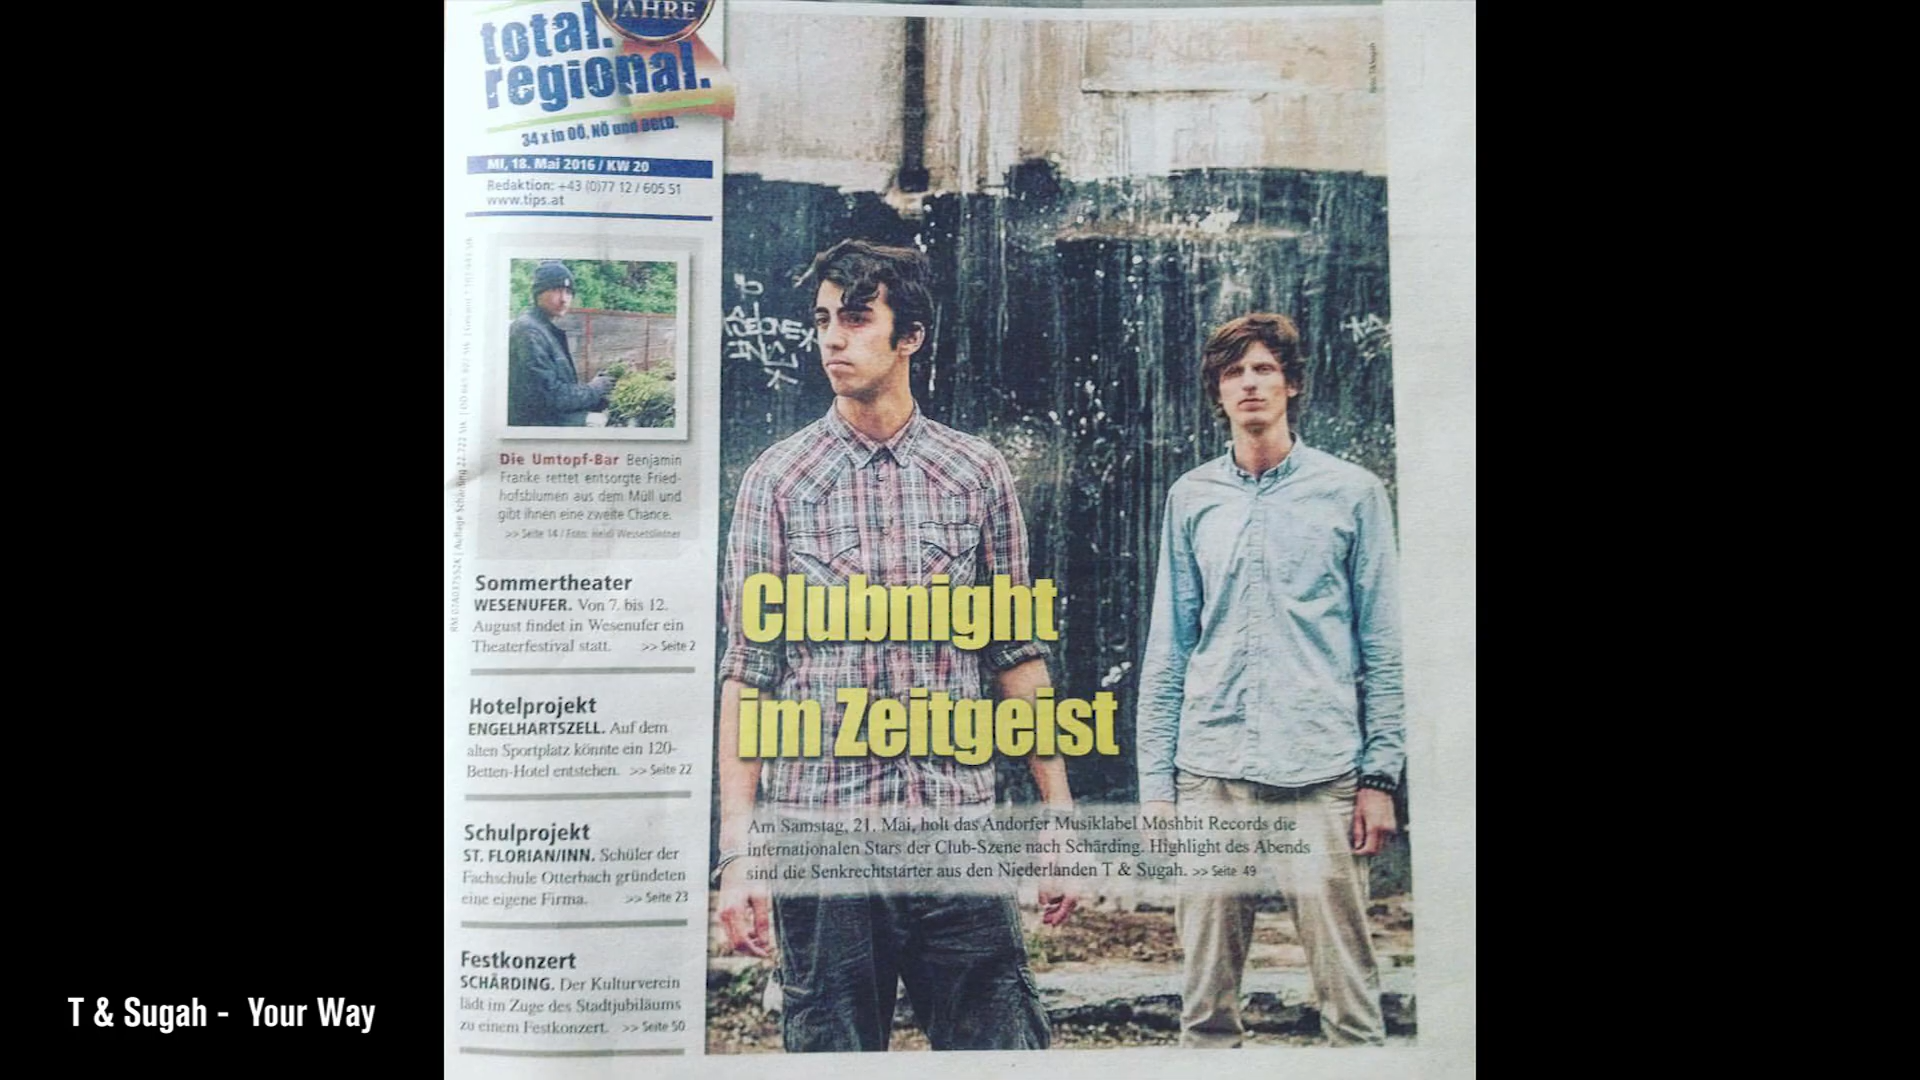 JAHRE
total.
regional.
34 x in OÖ, NÖ und BGLD.
MI, 18. Mai 2016 / KW 20
Redaktion: +43 (0)77 12 / 605 51
www.tips.at
Die Umtopf-Bar Benjamin
Franke rettet entsorgte Fried-
hofsblumen aus dem Müll und
gibt ihnen eine zweite Chance.
>> Seite 14 / Foto: Heidi
Sommertheater
WESENUFER. Von 7. bis 12.
August findet in Wesenufer ein
Theaterfestival statt. >> Seite 2
Hotelprojekt
ENGELHARTSZELL. Auf dem
alten Sportplatz könnte ein 120-
Betten-Hotel entstehen. >> Seite 22
Schulprojekt
ST. FLORIAN/INN. Schüler der
Fachschule Otterbach gründeten
eine eigene Firma. >> Seite 23
Festkonzert
SCHÄRDING. Der Kulturverein
lädt im Zuge des Stadtjubiläums
zu einem Festkonzert. >> Seite 50
Clubnight
im Zeitgeist
Am Samstag, 21. Mai, holt das Andorfer Musiklabel Moshbit Records die
internationalen Stars der Club-Szene nach Schärding. Highlight des Abends
sind die Senkrechtstarter aus den Niederlanden T & Sugah. >> Seite 49
T & Sugah - Your Way